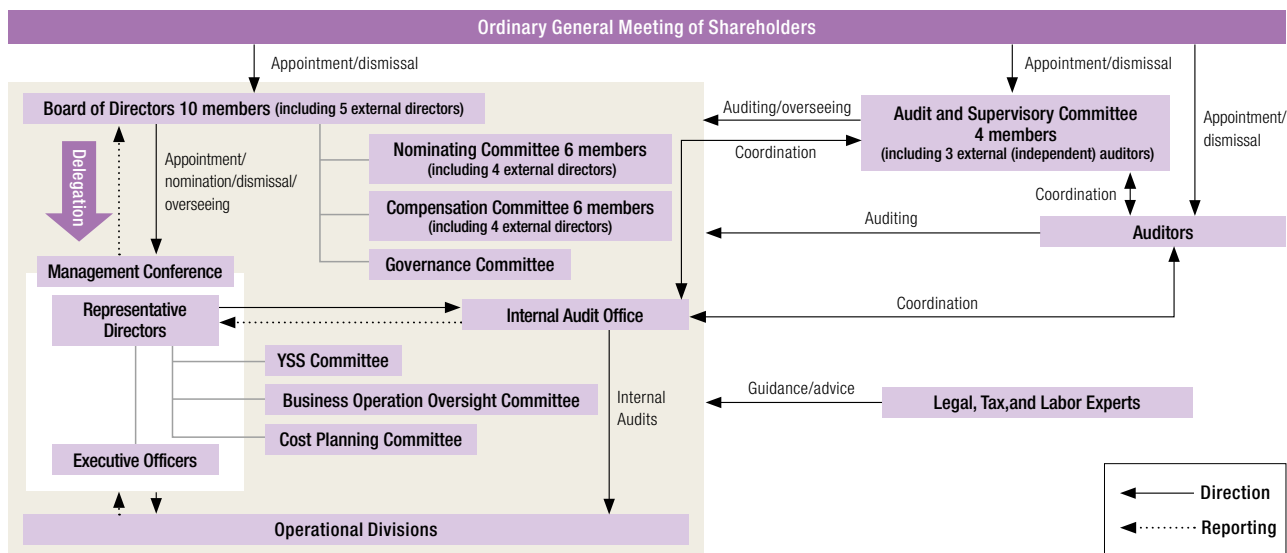 Ordinary General Meeting of Shareholders
Appointment/dismissal
Appointment/dismissal
Board of Directors 10 members (including 5 external directors)
Auditing/overseeing
Audit and Supervisory Committee
4 members
(including 3 external (independent) auditors)
Appointment/
dismissal
Delegation
Appointment/
nomination/dismissal/
overseeing
Nominating Committee 6 members
(including 4 external directors)
Coordination
Compensation Committee 6 members
(including 4 external directors)
Coordination
Auditing
Auditors
Governance Committee
Management Conference
Representative
Directors
Internal Audit Office
Coordination
YSS Committee
Business Operation Oversight Committee
Cost Planning Committee
Internal
Audits
Guidance/advice
Legal, Tax,and Labor Experts
Executive Officers
Operational Divisions
Direction
Reporting